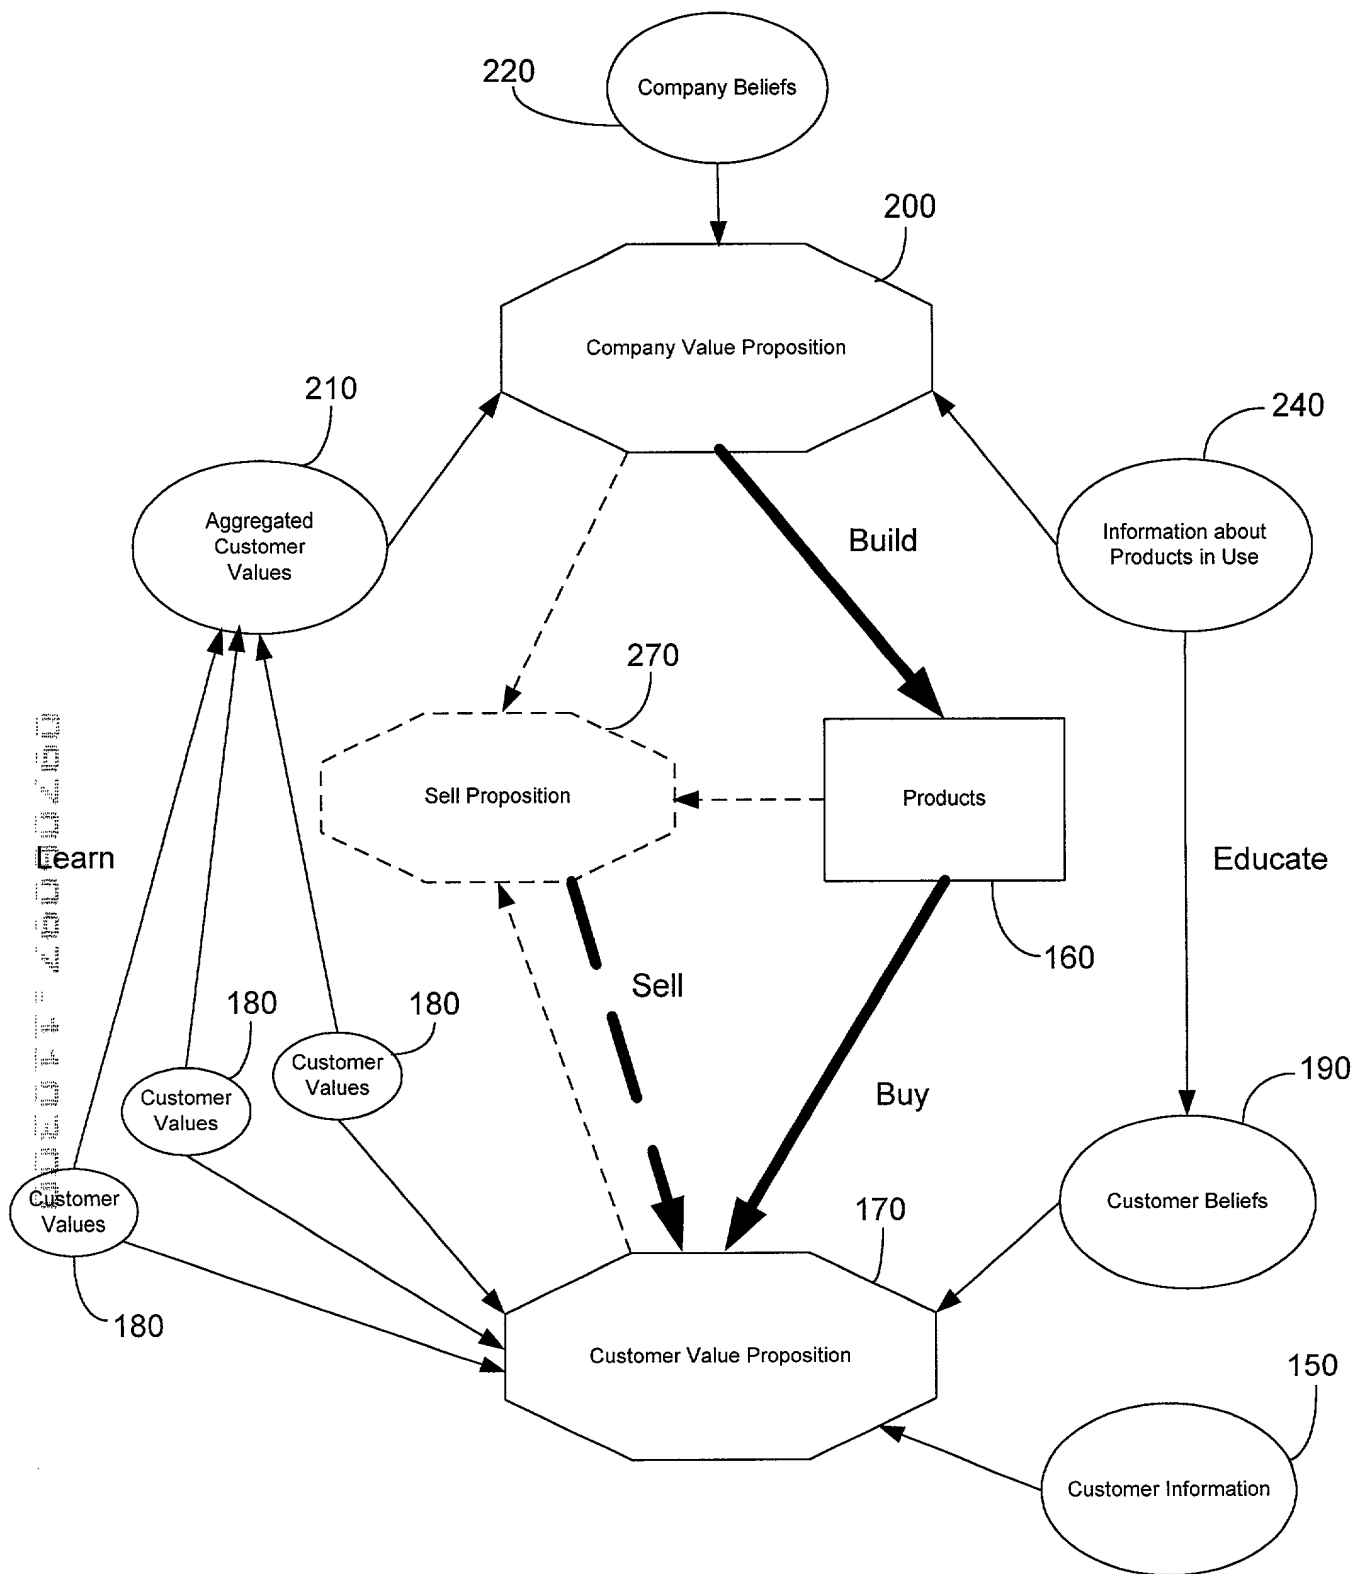 220
Company Beliefs
200
Company Value Proposition
210
240
Aggregated
Customer
Values
Build
Information about
Products in Use
270
Sell Proposition
Products
Learn
Educate
160
Sell
180
180
Customer
Values
Customer
Values
Buy
190
Customer
Values
Customer Beliefs
170
180
Customer Value Proposition
150
Customer Information